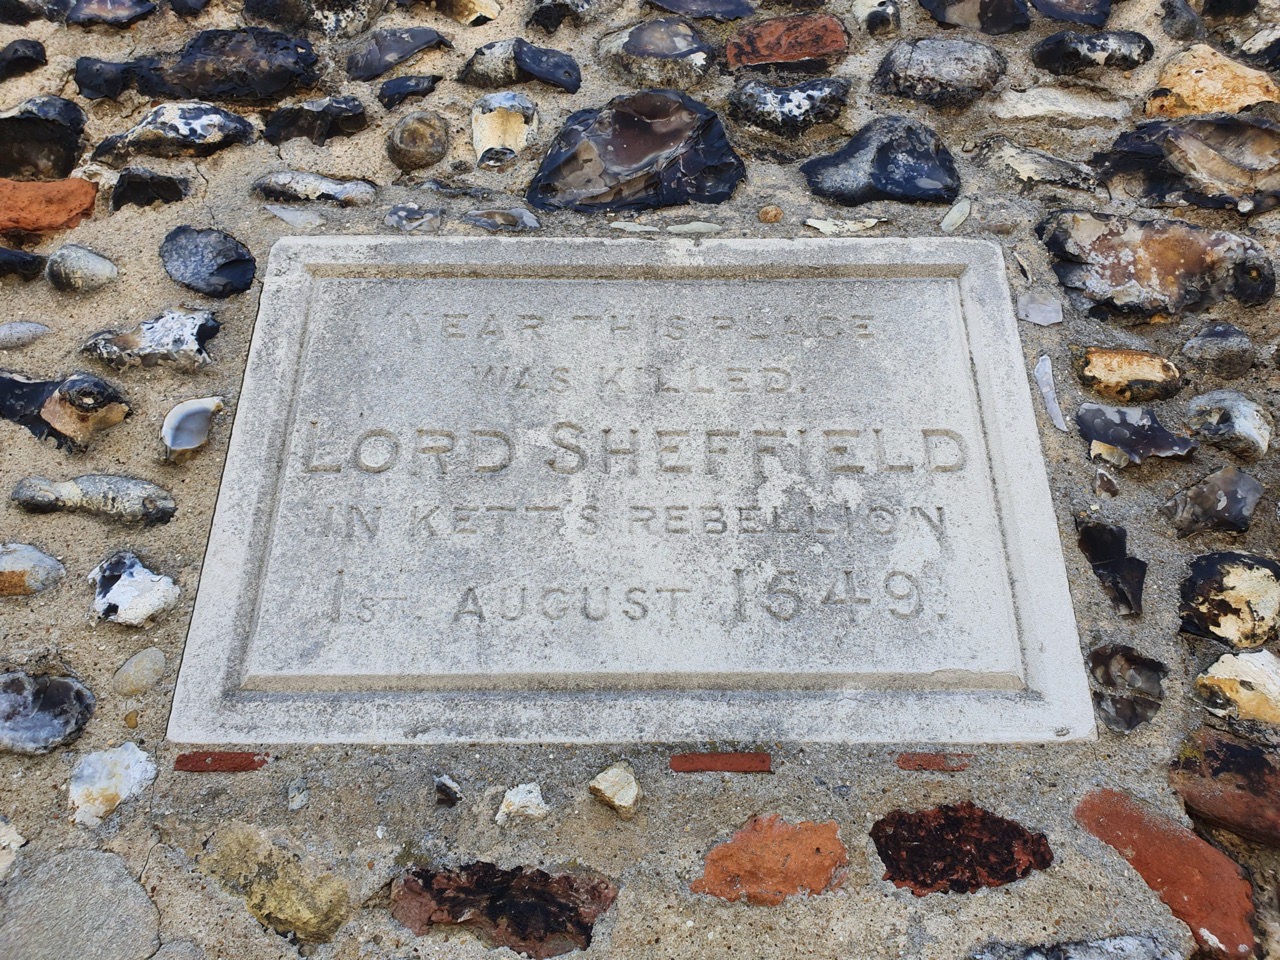 NEAR THIS PLACE
WAS KILLED
LORD SHEFFIELD
IN KETT'S REBELLION
1ST AUGUST 1549.